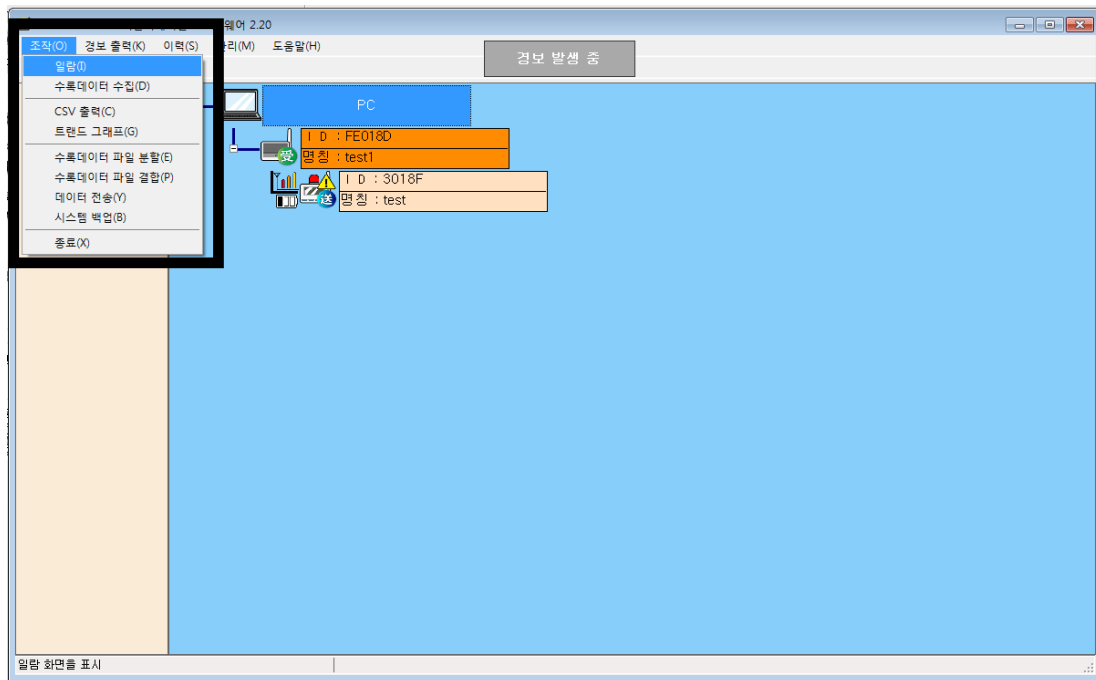 웨어 2.20
조작(O) 경보 출력(K) 이력(S) 리(M) 도움말(H)
경보 발생 중
일람(I)
수록데이터 수집(D)
CSV 출력(C)
트랜드 그래프(G)
수록데이터 파일 분할(E)
수록데이터 파일 결합(P)
데이터 전송(Y)
시스템 백업(B)
종료(X)
PC
ID : FE018D
명칭 : test1
受
ID : 3018F
명칭 : test
送
일람 화면을 표시